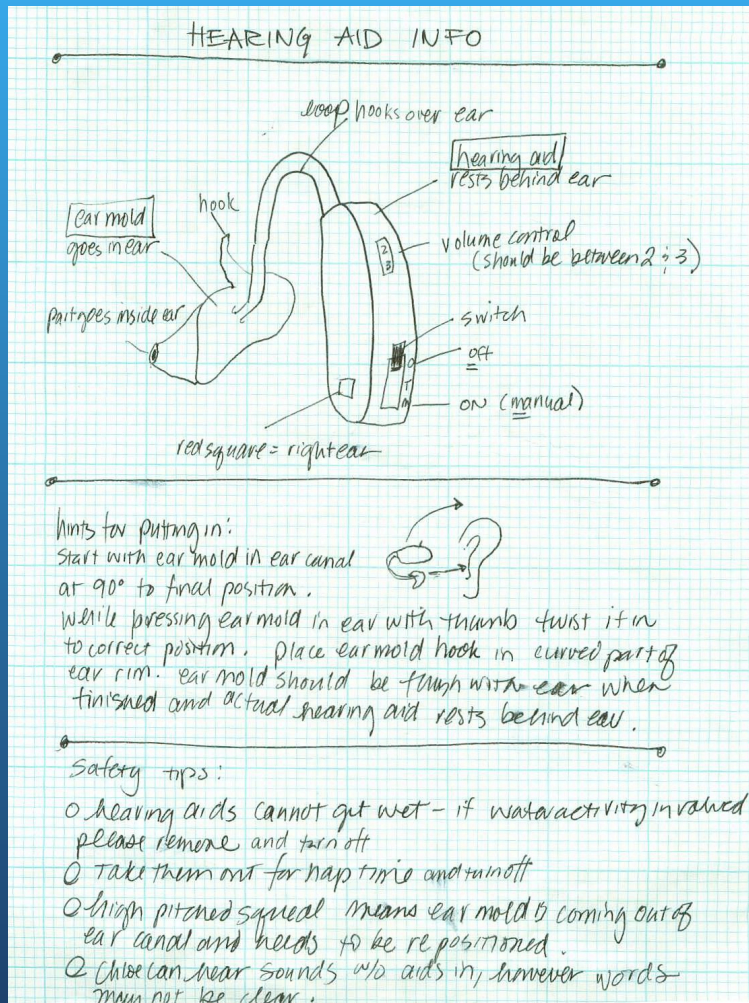 HEARING AID INFO
loop hooks over ear
hearing aid
rests behind ear
hook
ear mold
goes in ear
volume control
(should be between 2 & 3)
2
3
part goes inside ear
switch
off
O
T
M
ON (manual)
red square = right ear
hints for putting in:
Start with ear mold in ear canal
at 90° to final position.
While pressing ear mold in ear with thumb twist it in
to correct position. Place ear mold hook in curved part of
ear rim. ear mold should be flush with ear when
finished and actual hearing aid rests behind ear.
Safety tips:
O hearing aids cannot get wet - if water activity involved
please remove and turn off
O Take them out for nap time and turn off
O high pitched squeal means ear mold is coming out of
ear canal and needs to be repositioned.
O Chloe can hear sounds w/o aids in, however words
may not be clear.